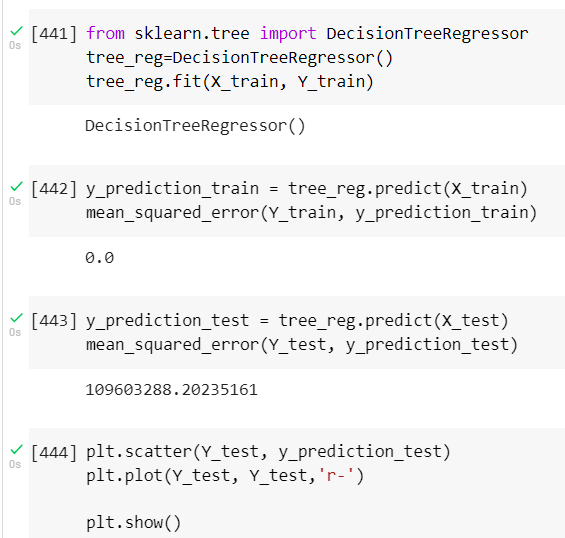 [441] from sklearn.tree import DecisionTreeRegressor
0s
tree_reg=DecisionTreeRegressor()
tree_reg.fit(X_train, Y_train)
DecisionTreeRegressor()
[442] y_prediction_train = tree_reg.predict(X_train)
0s
mean_squared_error(Y_train, y_prediction_train)
0.0
[443] y_prediction_test = tree_reg.predict(X_test)
0s
mean_squared_error(Y_test, y_prediction_test)
109603288.20235161
[444] plt.scatter(Y_test, y_prediction_test)
0s
plt.plot(Y_test, Y_test,'r-')
plt.show()